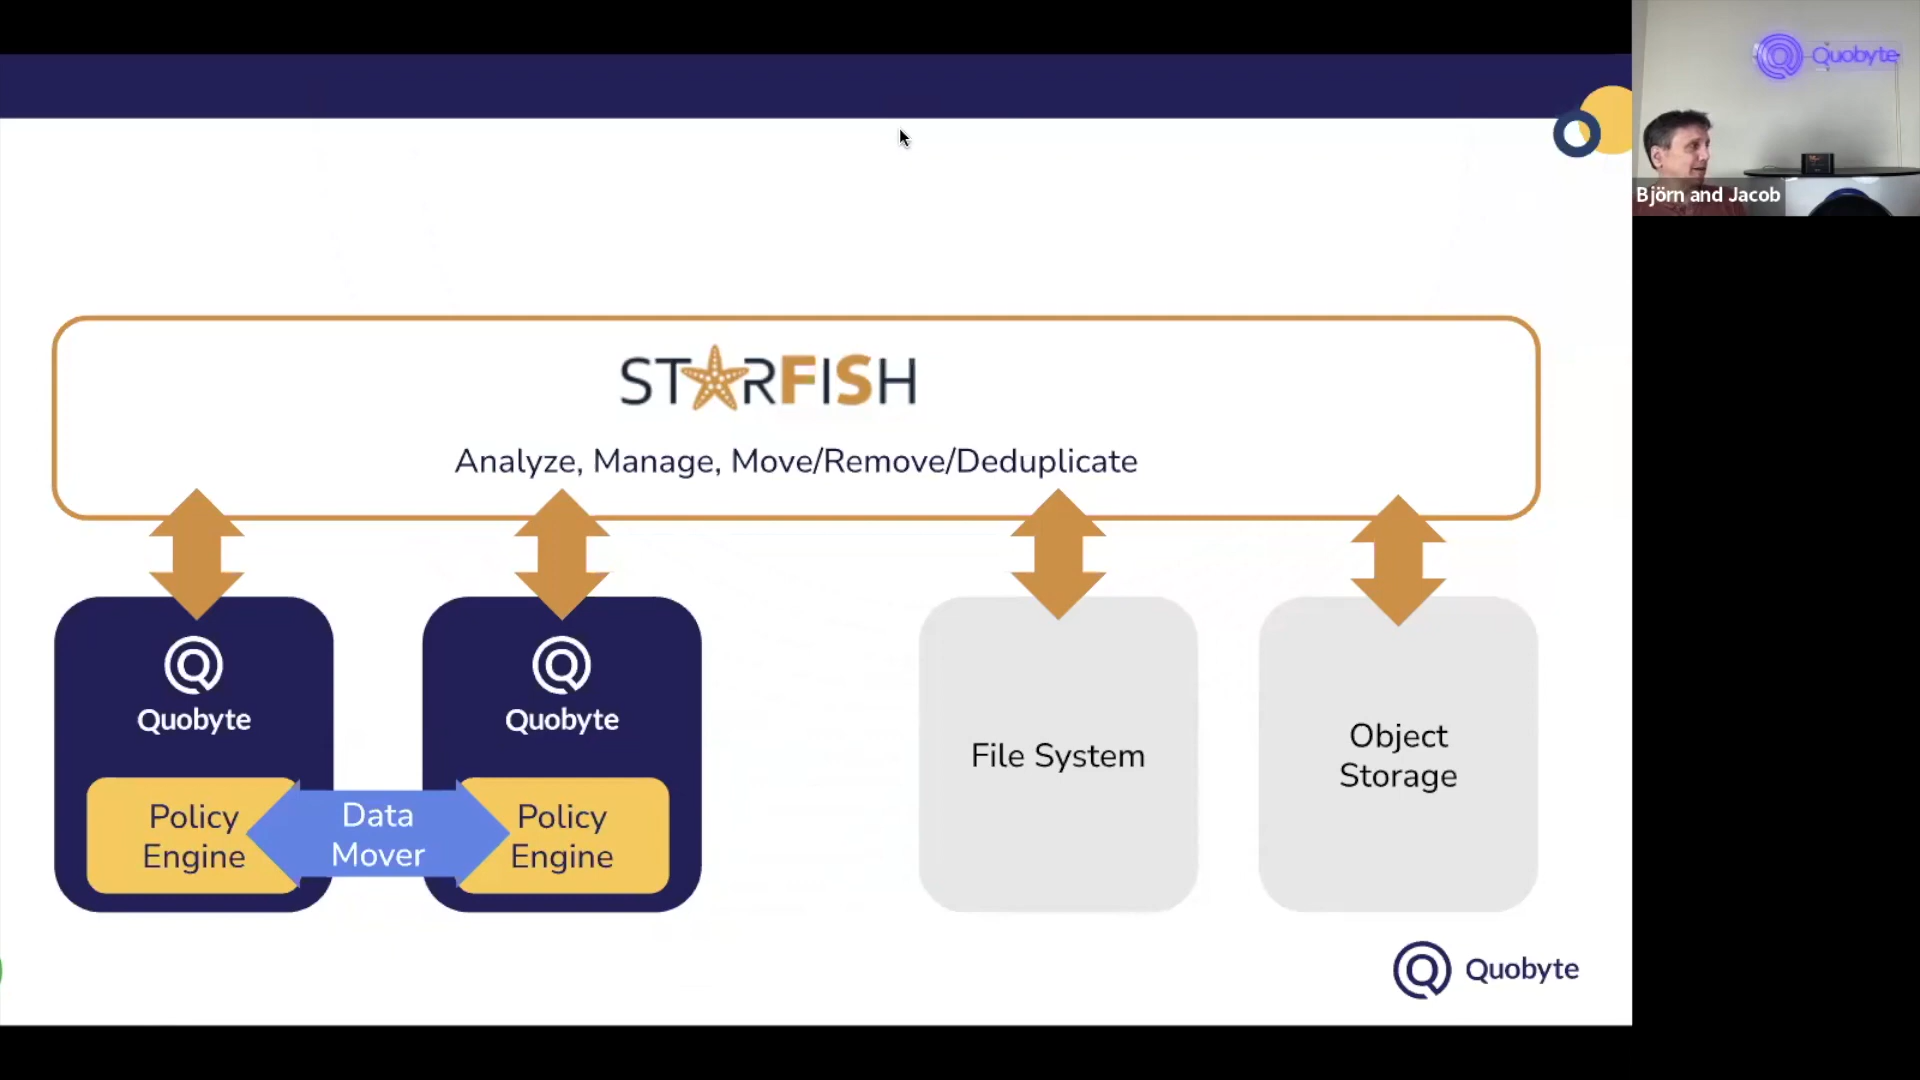 Quobyte
Björn and Jacob
STARFISH
Analyze, Manage, Move/Remove/Deduplicate
Quobyte
Policy
Engine
Data
Mover
Quobyte
Policy
Engine
File System
Object
Storage
Quobyte